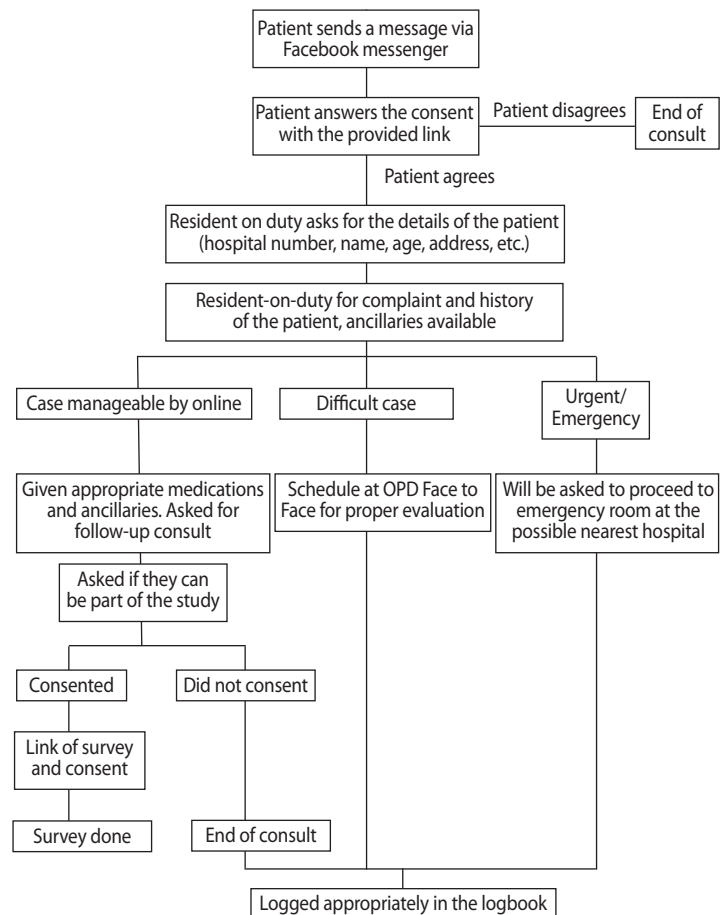 Patient sends a message via
Facebook messenger
Patient answers the consent
with the provided link
Patient disagrees
End of
consult
Patient agrees
Resident on duty asks for the details of the patient
(hospital number, name, age, address, etc.)
Resident-on-duty for complaint and history
of the patient, ancillaries available
Case manageable by online
Difficult case
Urgent/
Emergency
Given appropriate medications
and ancillaries. Asked for
follow-up consult
Schedule at OPD Face to
Face for proper evaluation
Will be asked to proceed to
emergency room at the
possible nearest hospital
Asked if they can
be part of the study
Consented
Did not consent
Link of survey
and consent
Survey done
End of consult
Logged appropriately in the logbook